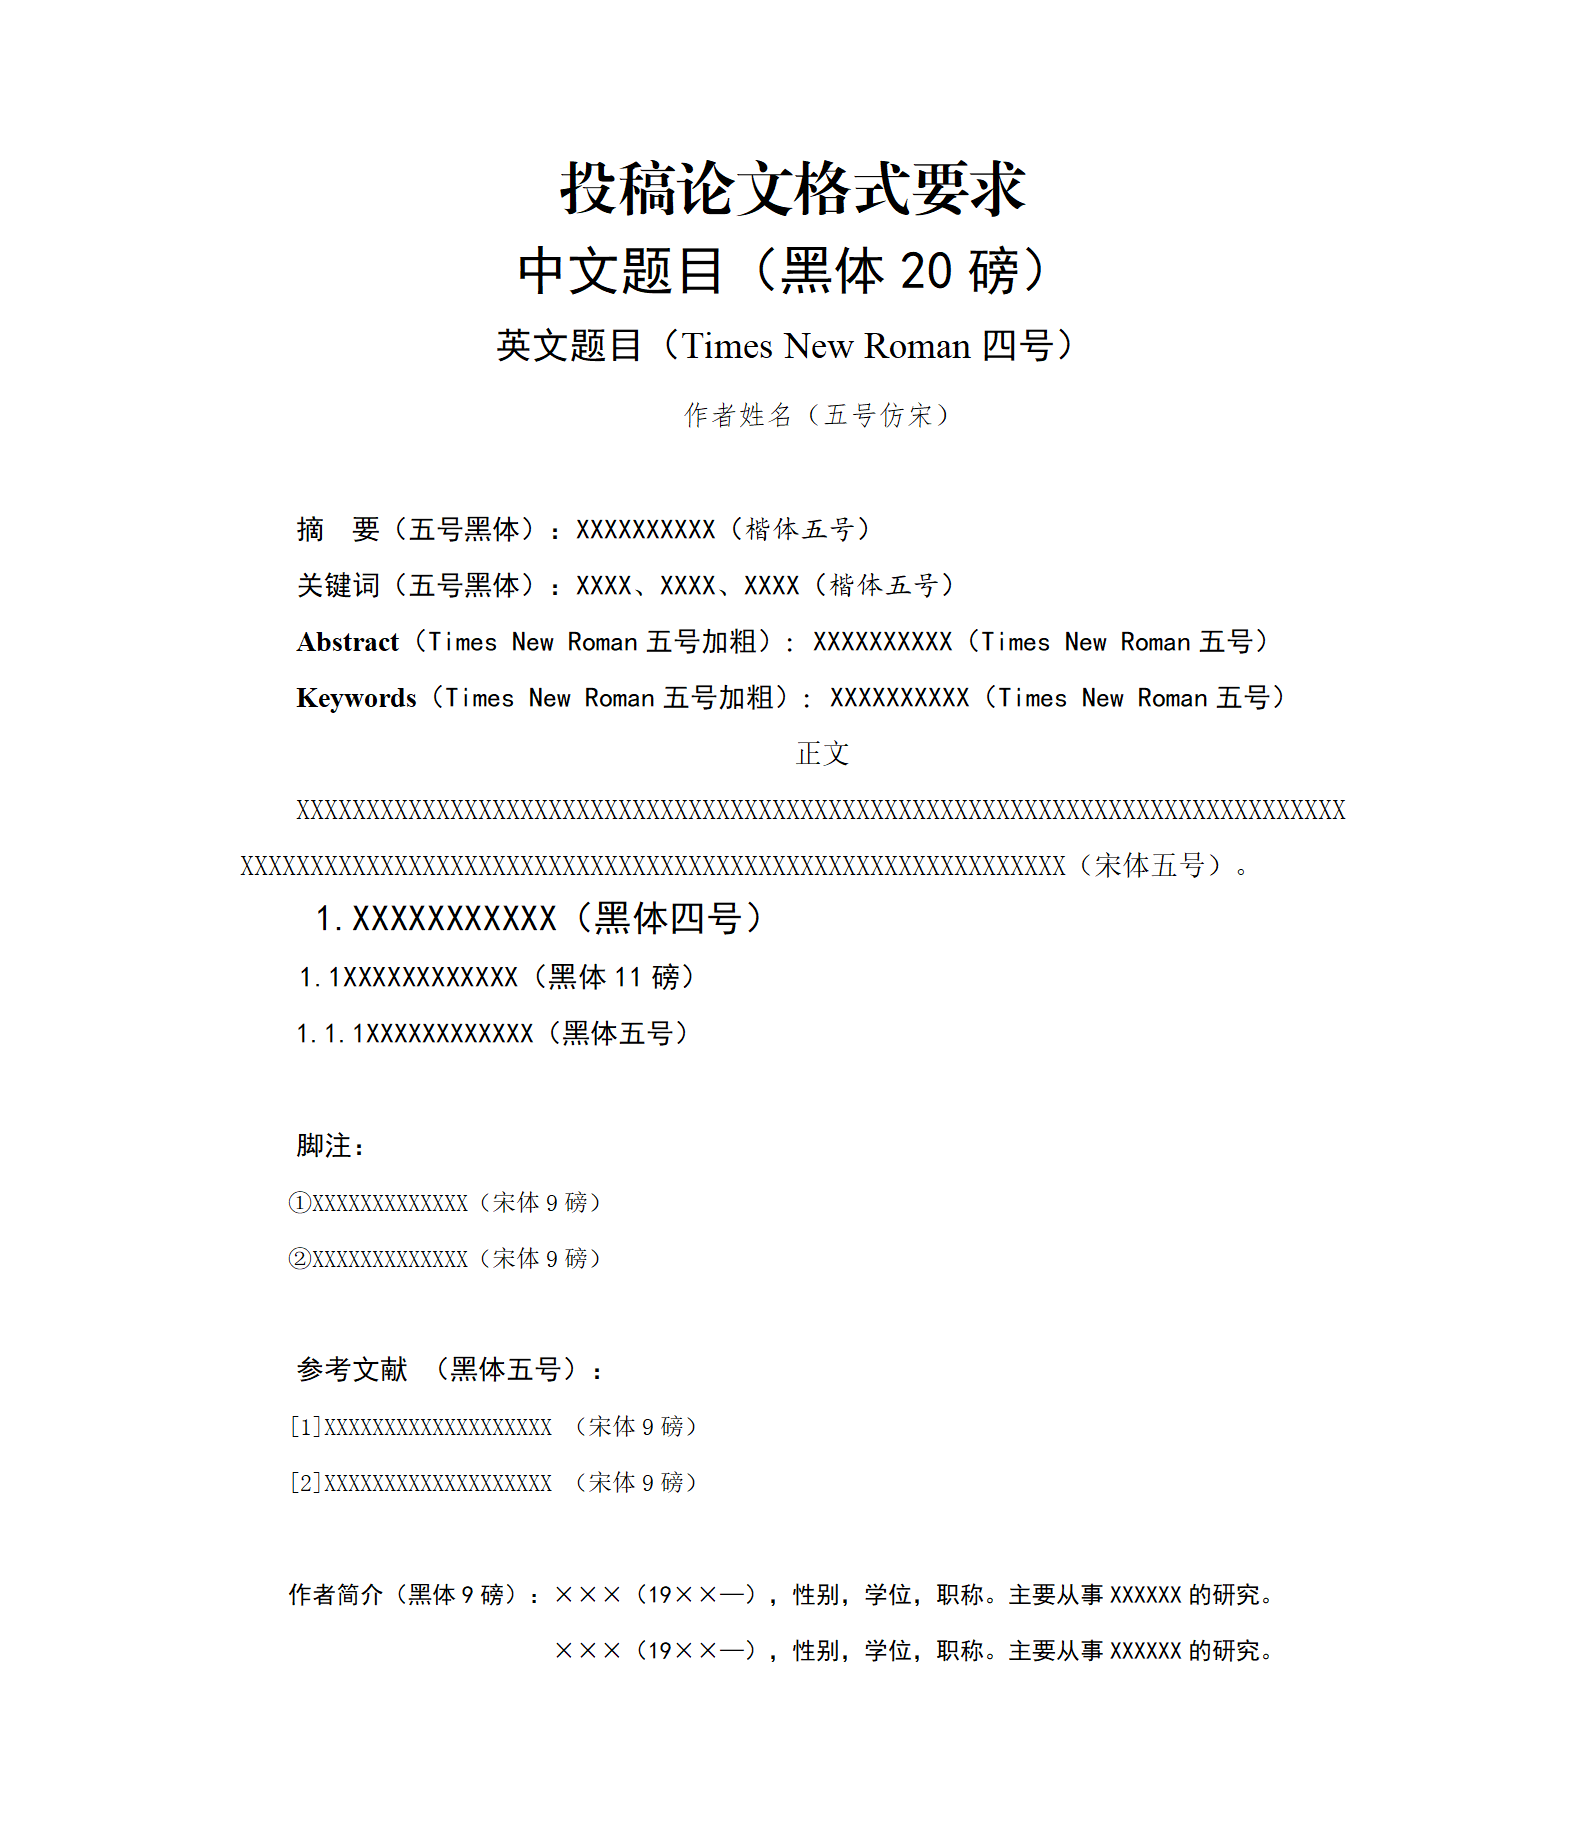 投稿论文格式要求
中文题目（黑体 20 磅）
英文题目（Times New Roman 四号）
作者姓名（五号仿宋）
摘　要（五号黑体）：XXXXXXXXXX（楷体五号）
关键词（五号黑体）：XXXX、XXXX、XXXX（楷体五号）
Abstract（Times New Roman 五号加粗）: XXXXXXXXXX（Times New Roman 五号）
Keywords（Times New Roman 五号加粗）: XXXXXXXXXX（Times New Roman 五号）
正文
XXXXXXXXXXXXXXXXXXXXXXXXXXXXXXXXXXXXXXXXXXXXXXXXXXXXXXXXXXXXXXXXXXXXXXXXXXX
XXXXXXXXXXXXXXXXXXXXXXXXXXXXXXXXXXXXXXXXXXXXXXXXXXXXXXXXXXX（宋体五号）。
1.XXXXXXXXXXX（黑体四号）
1.1XXXXXXXXXXXX（黑体 11 磅）
1.1.1XXXXXXXXXXXX（黑体五号）
脚注：
①XXXXXXXXXXXXX（宋体 9 磅）
②XXXXXXXXXXXXX（宋体 9 磅）
参考文献 （黑体五号）：
[1]XXXXXXXXXXXXXXXXXXX （宋体 9 磅）
[2]XXXXXXXXXXXXXXXXXXX （宋体 9 磅）
作者简介（黑体 9 磅）：×××（19××—），性别，学位，职称。主要从事 XXXXXX 的研究。
×××（19××—），性别，学位，职称。主要从事 XXXXXX 的研究。